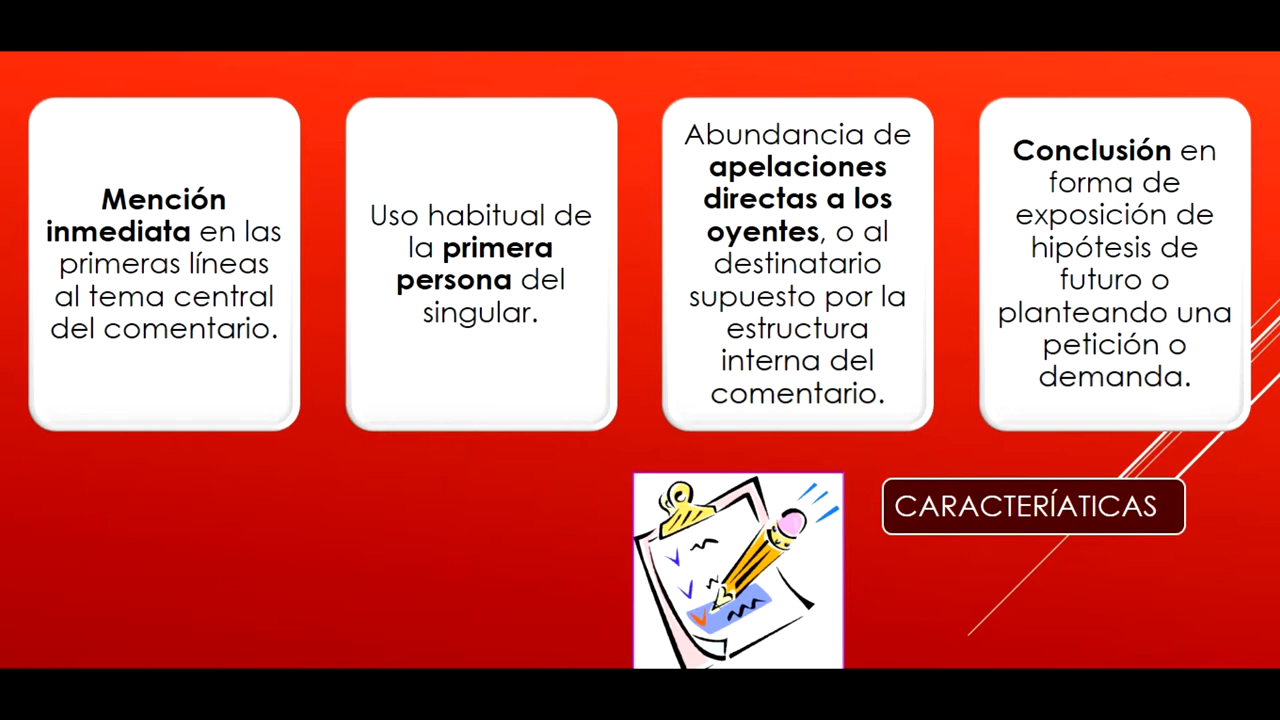 Mención
inmediata en las
primeras líneas
al tema central
del comentario.
Uso habitual de
la primera
persona del
singular.
Abundancia de
apelaciones
directas a los
oyentes, o al
destinatario
supuesto por la
estructura
interna del
comentario.
Conclusión en
forma de
exposición de
hipótesis de
futuro o
planteando una
petición o
demanda.
CARACTERÍATICAS